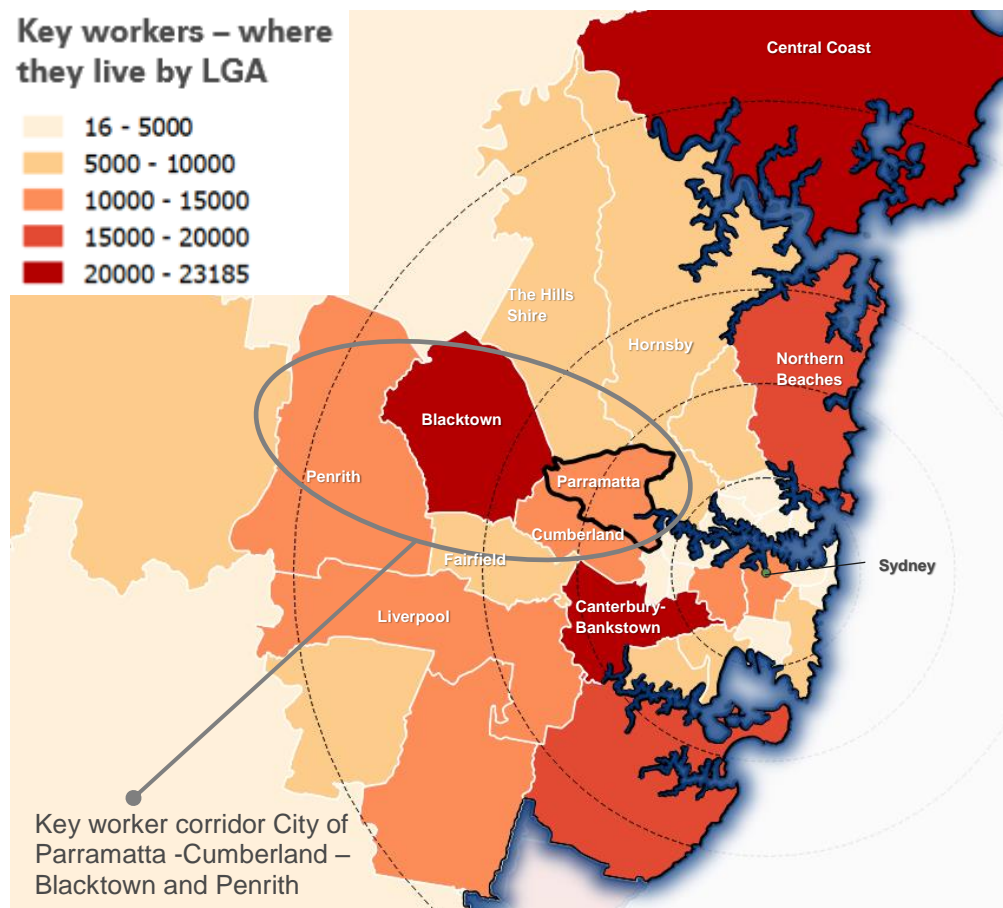 Key workers – where
they live by LGA
16 - 5000
5000 - 10000
10000 - 15000
15000 - 20000
20000 - 23185
Central Coast
The Hills
Shire
Hornsby
Northern
Beaches
Blacktown
Penrith
Parramatta
Cumberland
Fairfield
Sydney
Canterbury-
Bankstown
Liverpool
Key worker corridor City of
Parramatta -Cumberland –
Blacktown and Penrith